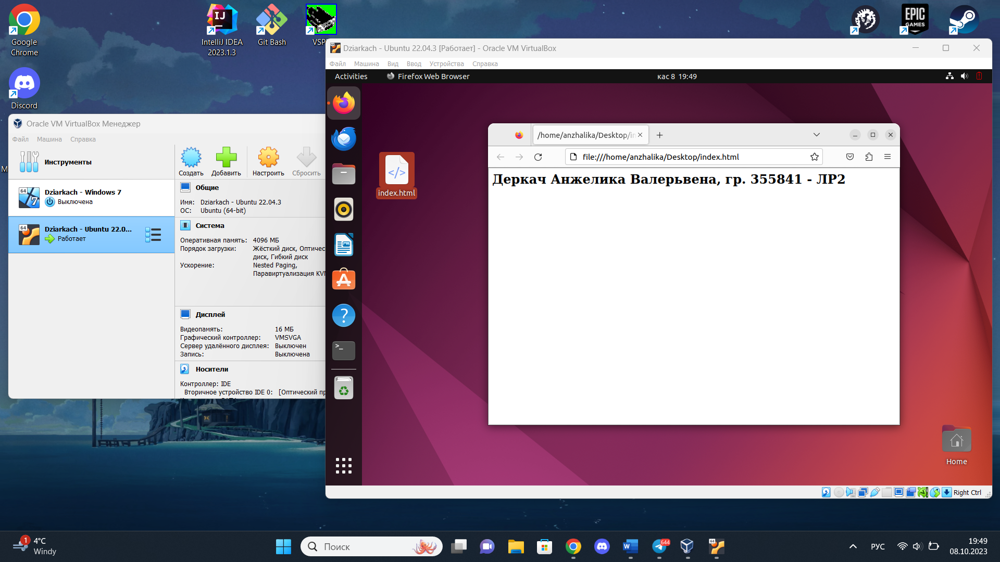 Google
Chrome
IntelliJ IDEA
2023.1.3
Git Bash
VSP
EPIC
GAMES
Discord
Dziarkach - Ubuntu 22.04.3 [Работает] - Oracle VM VirtualBox
Файл Машина Вид Ввод Устройства Справка
Activities Firefox Web Browser кас 8 19:49
Oracle VM VirtualBox Менеджер
Файл Машина Справка
Инструменты
Создать Добавить Настроить Сбросить
Dziarkach - Windows 7
Выключена
Dziarkach - Ubuntu 22.0...
Работает
Общие
Имя: Dziarkach - Ubuntu 22.04.3
ОС: Ubuntu (64-bit)
Система
Оперативная память: 4096 МБ
Порядок загрузки: Жёсткий диск, Оптичес
диск, Гибкий диск
Ускорение: Nested Paging,
Паравиртуализация KVM
Дисплей
Видеопамять: 16 МБ
Графический контроллер: VMSVGA
Сервер удалённого дисплея: Выключен
Запись: Выключена
Носители
Контроллер: IDE
Вторичное устройство IDE 0: [Оптический пр
index.html
/home/anzhalika/Desktop/in
file:///home/anzhalika/Desktop/index.html
Деркач Анжелика Валерьвена, гр. 355841 - ЛР2
Home
Right Ctrl
1
4°C
Windy
Поиск
644
РУС
19:49
08.10.2023